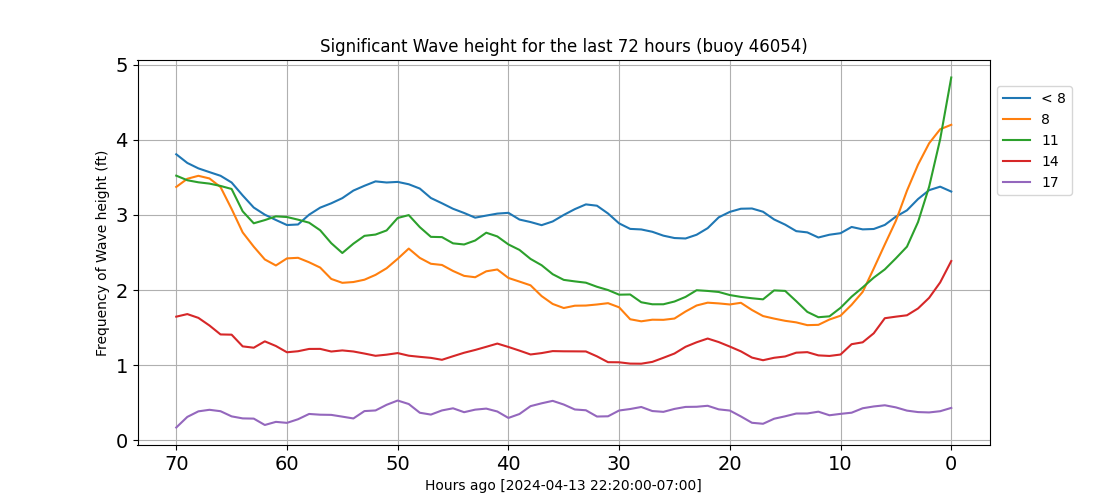 Significant Wave height for the last 72 hours (buoy 46054)
Frequency of Wave height (ft)
5
4
3
2
1
0
70 60 50 40 30 20 10 0
Hours ago [2024-04-13 22:20:00-07:00]
< 8
8
11
14
17